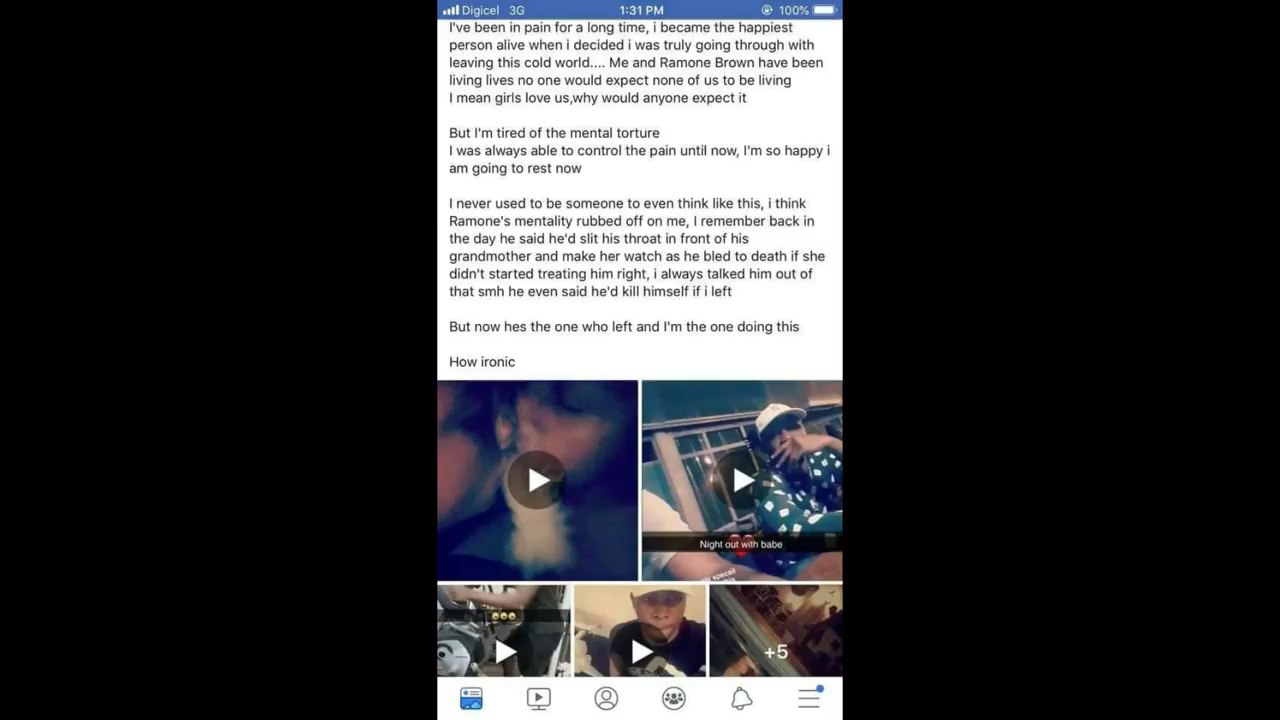 Digicel 3G 1:31 PM 100%
I've been in pain for a long time, i became the happiest
person alive when i decided i was truly going through with
leaving this cold world.... Me and Ramone Brown have been
living lives no one would expect none of us to be living
I mean girls love us,why would anyone expect it
But I'm tired of the mental torture
I was always able to control the pain until now, I'm so happy i
am going to rest now
I never used to be someone to even think like this, i think
Ramone's mentality rubbed off on me, I remember back in
the day he said he'd slit his throat in front of his
grandmother and make her watch as he bled to death if she
didn't started treating him right, i always talked him out of
that smh he even said he'd kill himself if i left
But now hes the one who left and I'm the one doing this
How ironic
Night out with babe
+5